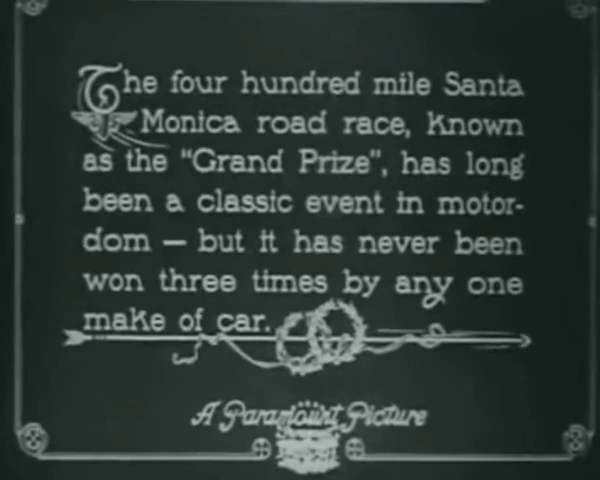 The four hundred mile Santa
Monica road race, known
as the "Grand Prize", has long
been a classic event in motor-
dom — but it has never been
won three times by any one
make of car.
A Paramount Picture